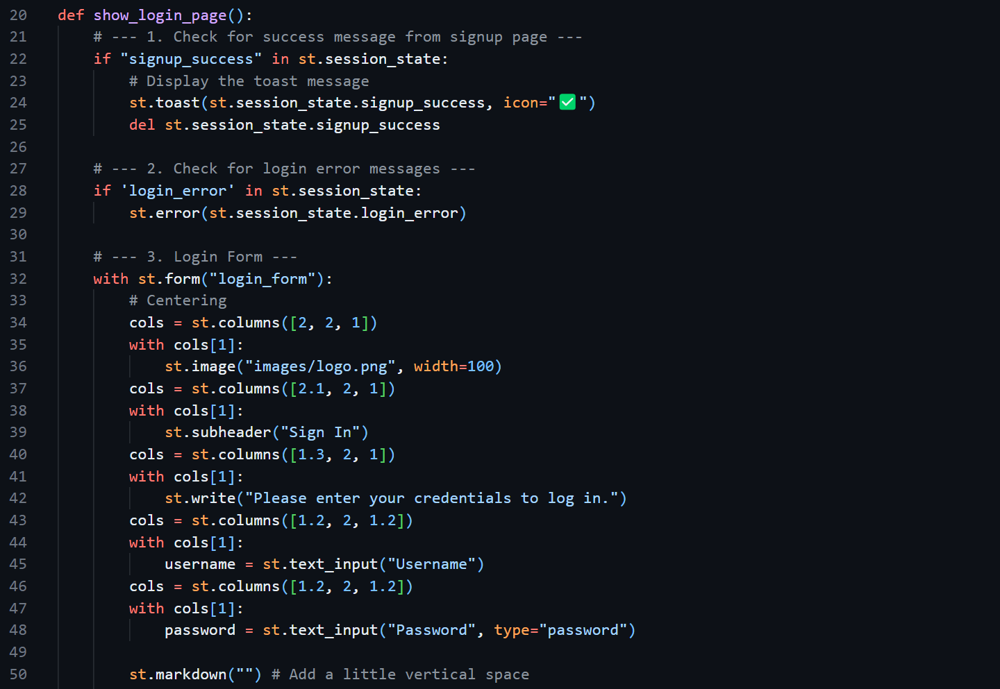 20 def show_login_page():
21     # --- 1. Check for success message from signup page ---
22     if "signup_success" in st.session_state:
23         # Display the toast message
24         st.toast(st.session_state.signup_success, icon="✅")
25         del st.session_state.signup_success
26
27     # --- 2. Check for login error messages ---
28     if 'login_error' in st.session_state:
29         st.error(st.session_state.login_error)
30
31     # --- 3. Login Form ---
32     with st.form("login_form"):
33         # Centering
34         cols = st.columns([2, 2, 1])
35         with cols[1]:
36             st.image("images/logo.png", width=100)
37         cols = st.columns([2.1, 2, 1])
38         with cols[1]:
39             st.subheader("Sign In")
40         cols = st.columns([1.3, 2, 1])
41         with cols[1]:
42             st.write("Please enter your credentials to log in.")
43         cols = st.columns([1.2, 2, 1.2])
44         with cols[1]:
45             username = st.text_input("Username")
46         cols = st.columns([1.2, 2, 1.2])
47         with cols[1]:
48             password = st.text_input("Password", type="password")
49
50         st.markdown("") # Add a little vertical space